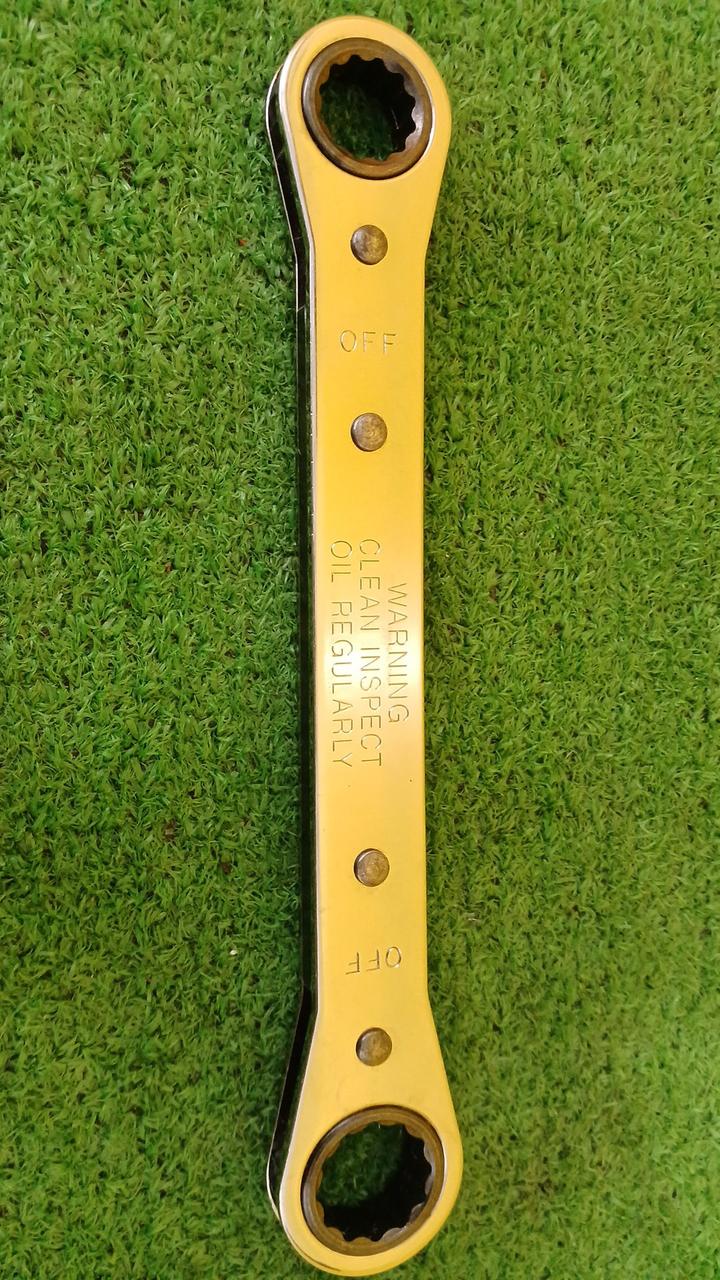 OFF
WARNING
CLEAN INSPECT
OIL REGULARLY
OFF